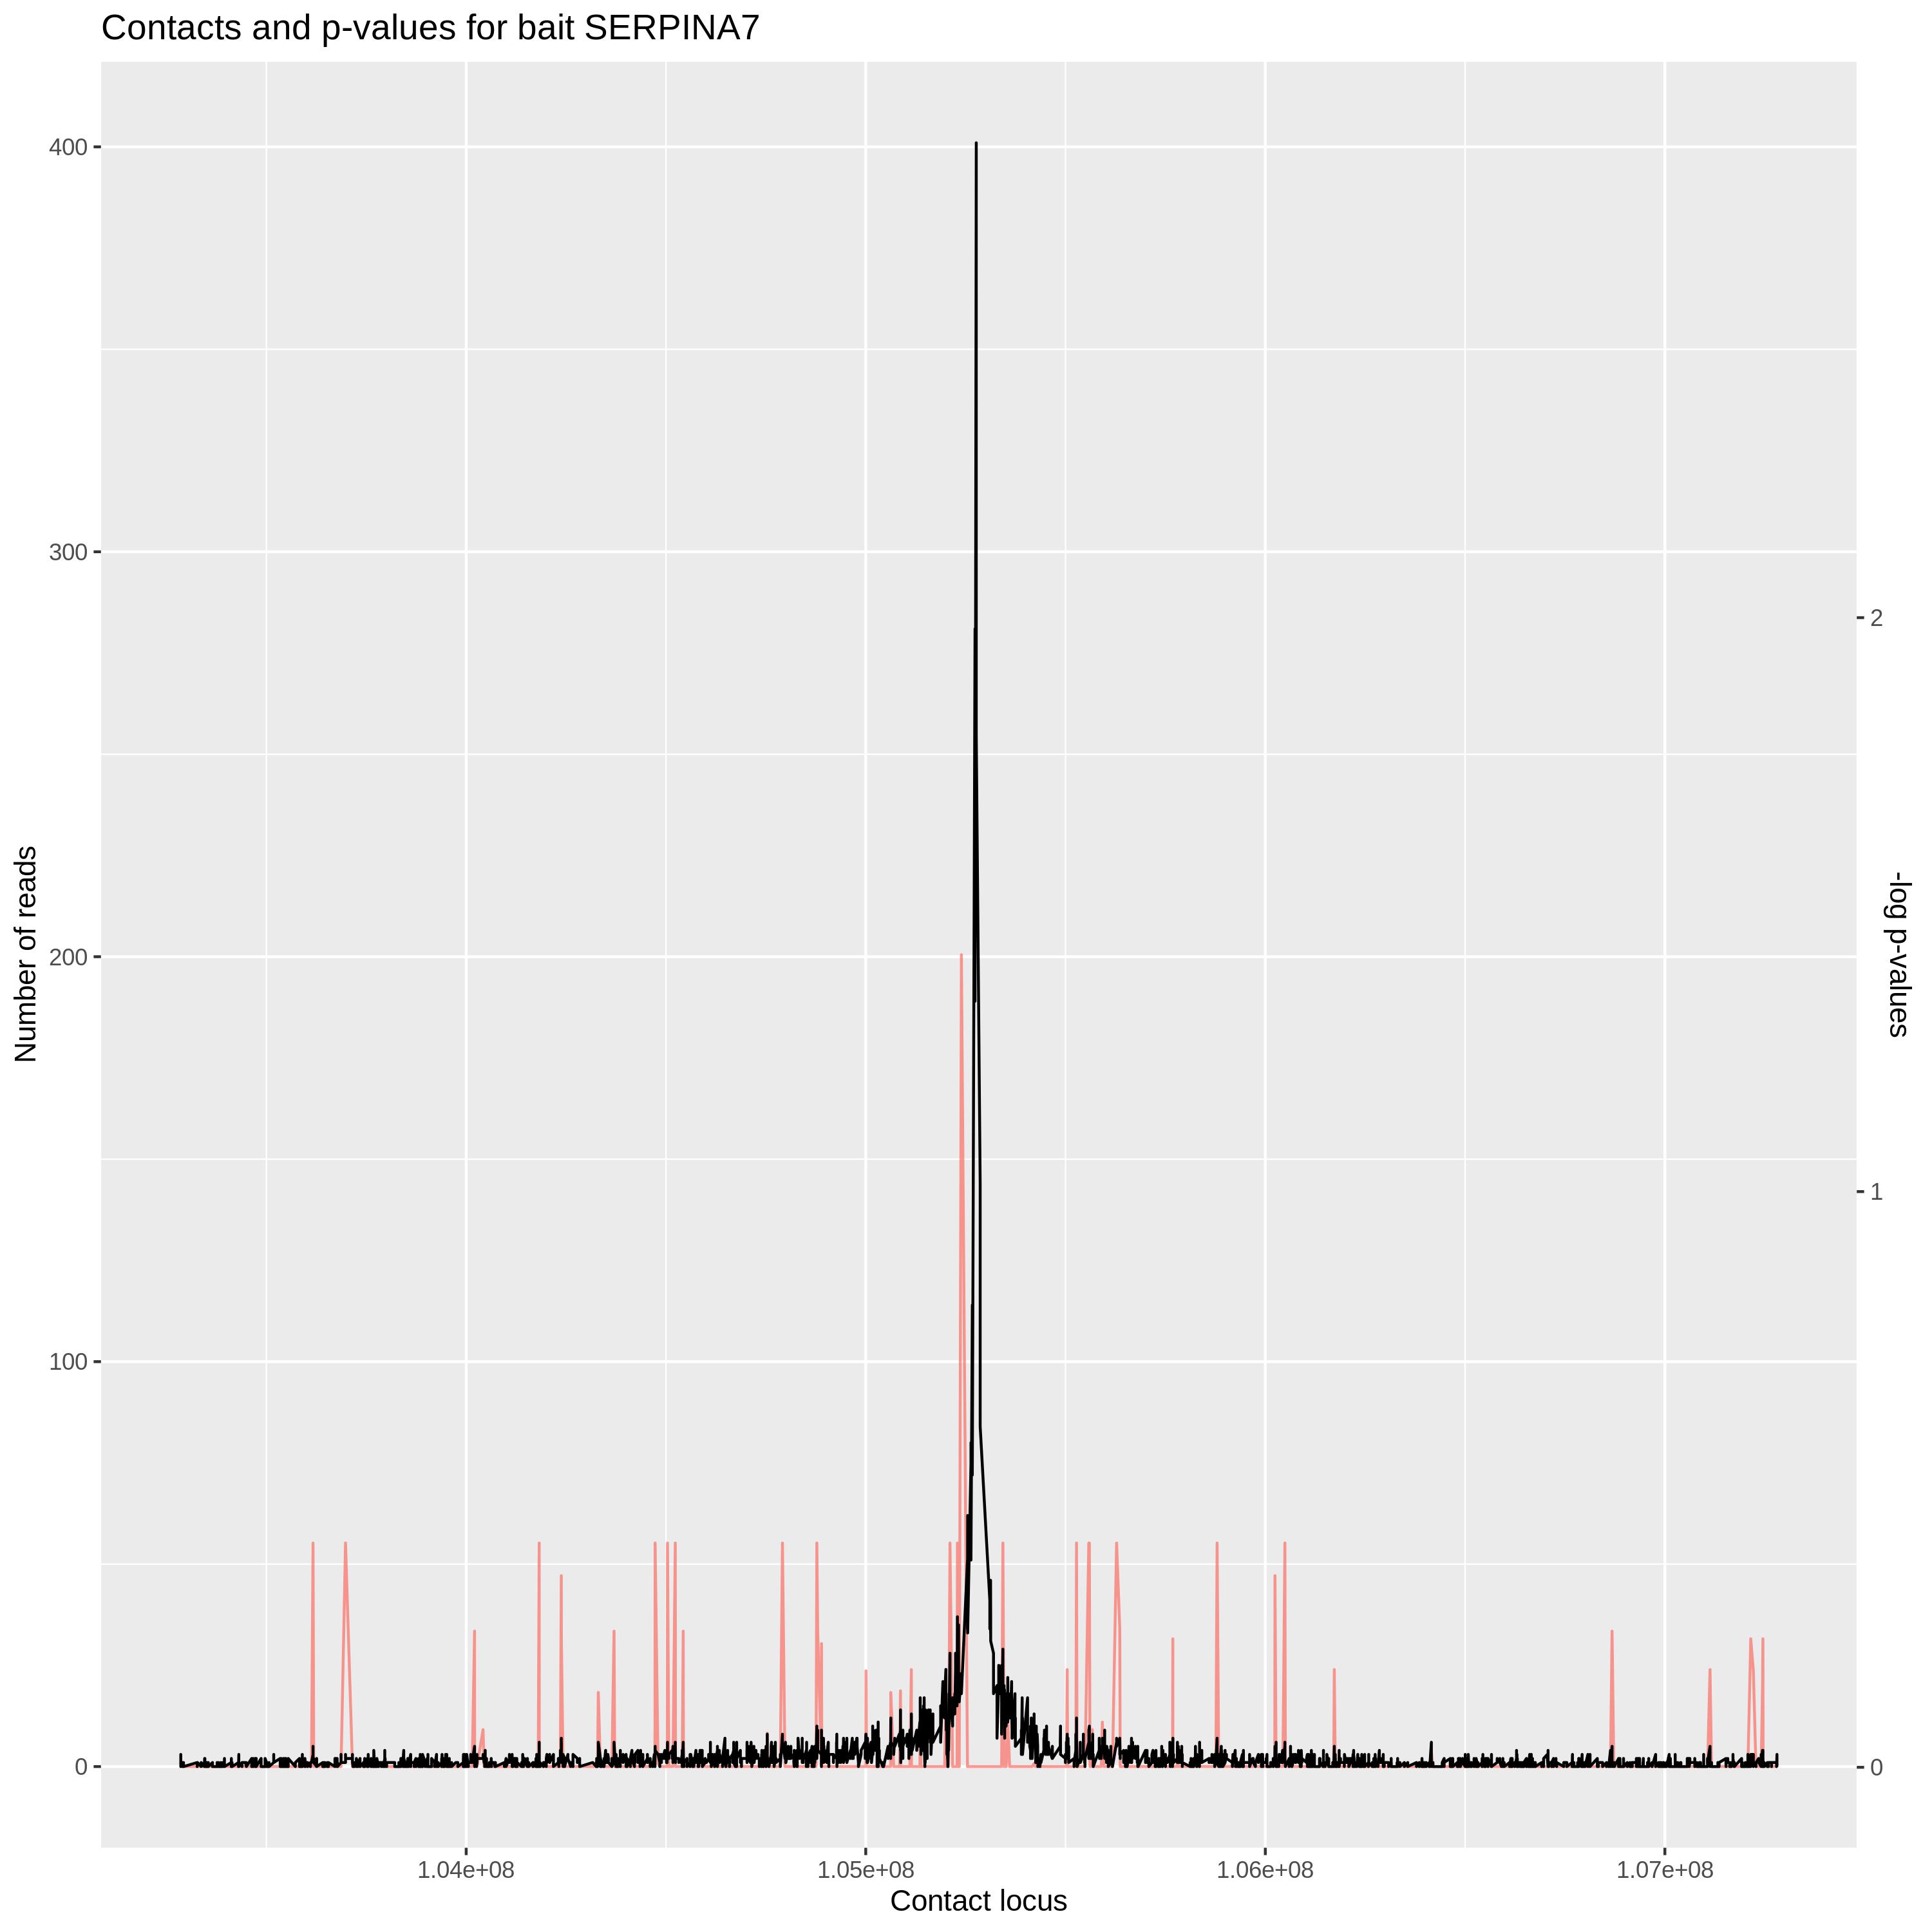 Contacts and p-values for bait SERPINA7
400
300
200
100
0
Number of reads
2
1
0
-log p-values
1.04e+08
1.05e+08
1.06e+08
1.07e+08
Contact locus